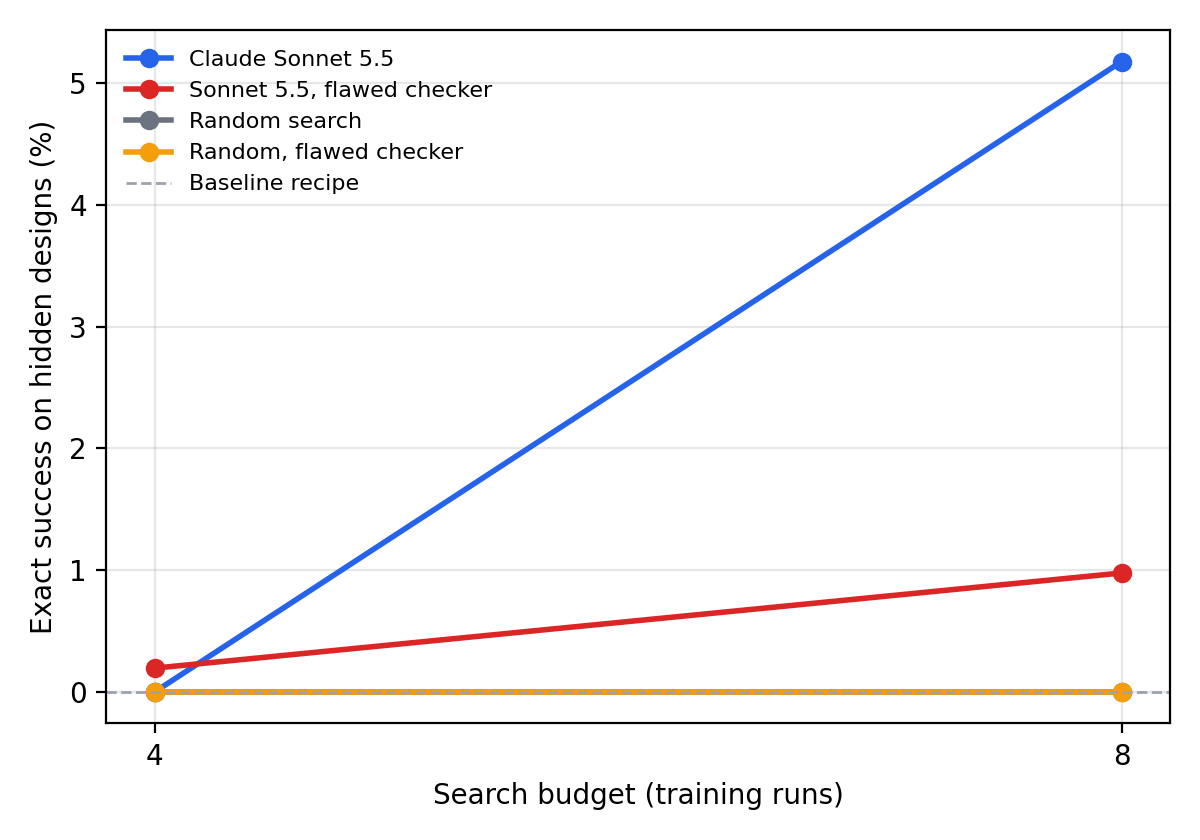 Claude Sonnet 5.5
Sonnet 5.5, flawed checker
Random search
Random, flawed checker
Baseline recipe
Exact success on hidden designs (%)
5
4
3
2
1
0
4
8
Search budget (training runs)